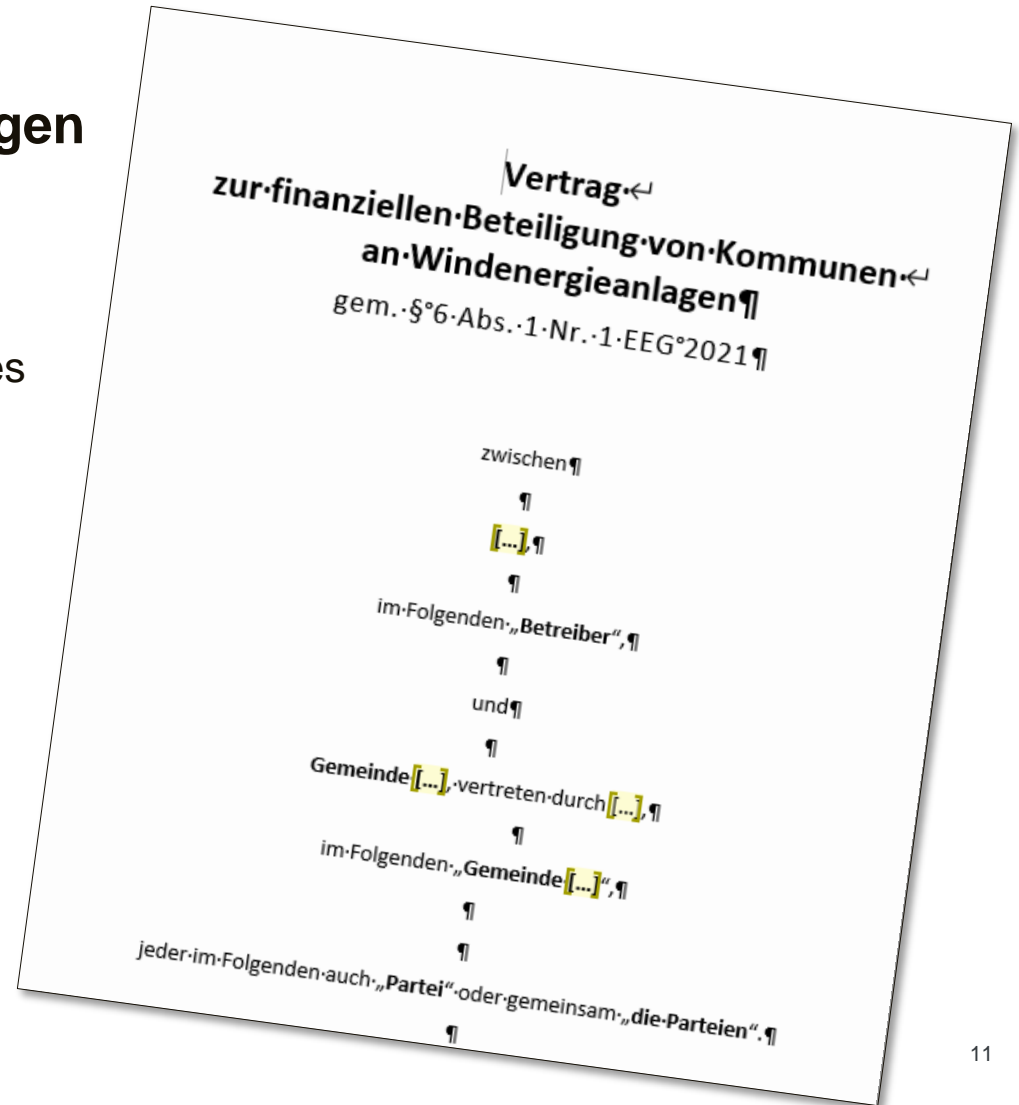 gen
es
Vertrag·↵
zur·finanziellen·Beteiligung·von·Kommunen·↵
an·Windenergieanlagen¶
gem.·§°6·Abs.·1·Nr.·1·EEG°2021¶
zwischen¶
¶
[...],¶
¶
im·Folgenden·„Betreiber“,¶
¶
und¶
¶
Gemeinde·[...],·vertreten·durch·[...],¶
¶
im·Folgenden·„Gemeinde·[...]“,¶
¶
¶
jeder·im·Folgenden·auch·„Partei“·oder·gemeinsam·„die·Parteien“.¶
¶
11